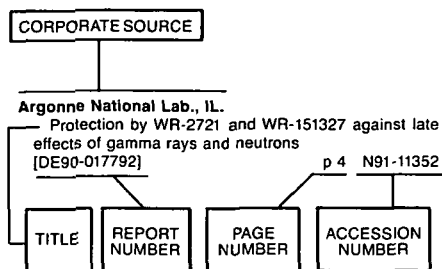 CORPORATE SOURCE
Argonne National Lab., IL.
Protection by WR-2721 and WR-151327 against late
effects of gamma rays and neutrons
[DE90-017792] p 4 N91-11352
TITLE REPORT NUMBER PAGE NUMBER ACCESSION NUMBER